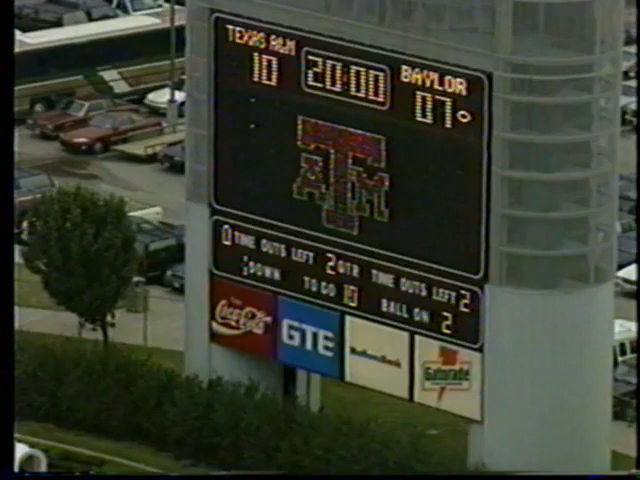 TEXAS A&M
10
20:00
BAYLOR
07
ATM
0 TIME OUTS LEFT 2 QTR TIME OUTS LEFT 2
DOWN TO GO 10 BALL ON 2
Coca-Cola
GTE
NationsBank
Gatorade